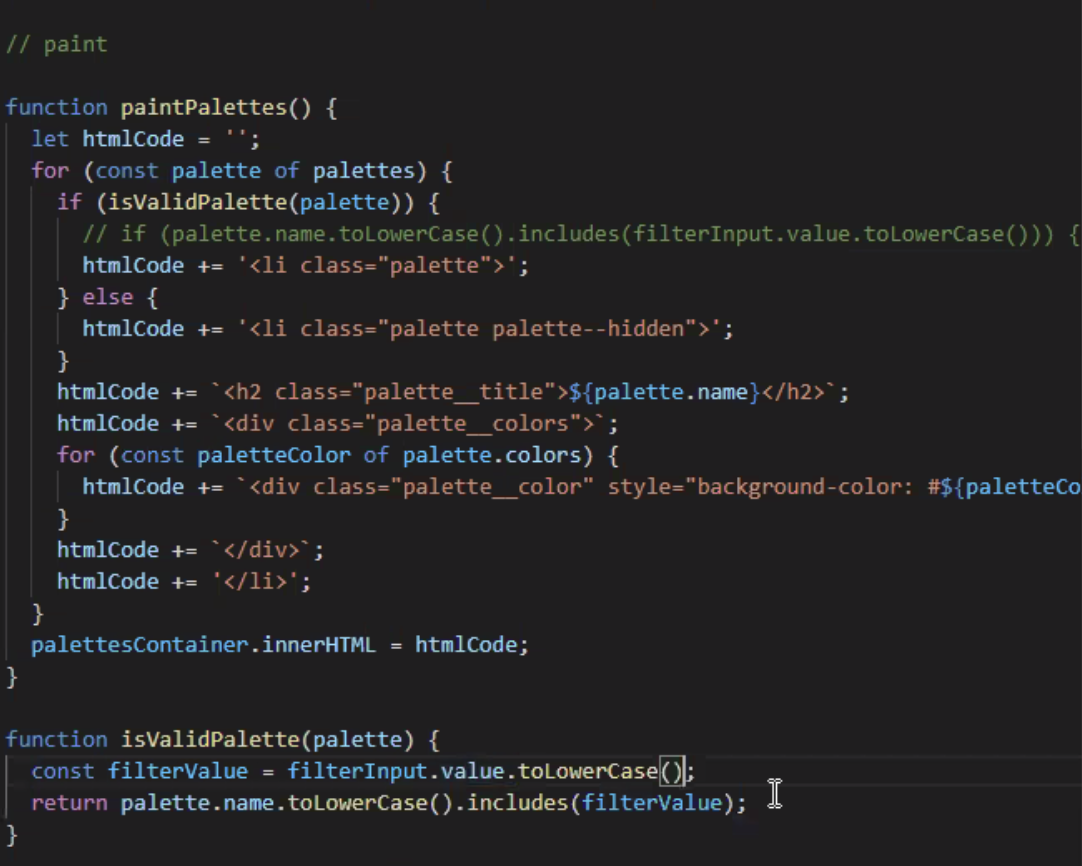 // paint
function paintPalettes() {
let htmlCode = '';
for (const palette of palettes) {
if (isValidPalette(palette)) {
// if (palette.name.toLowerCase().includes(filterInput.value.toLowerCase())) {
htmlCode += '<li class="palette">';
} else {
htmlCode += '<li class="palette palette--hidden">';
}
htmlCode += `<h2 class="palette__title">${palette.name}</h2>`;
htmlCode += `<div class="palette__colors">`;
for (const paletteColor of palette.colors) {
htmlCode += `<div class="palette__color" style="background-color: #${paletteCo
}
htmlCode += `</div>`;
htmlCode += '</li>';
}
palettesContainer.innerHTML = htmlCode;
}
function isValidPalette(palette) {
const filterValue = filterInput.value.toLowerCase();
return palette.name.toLowerCase().includes(filterValue);
}